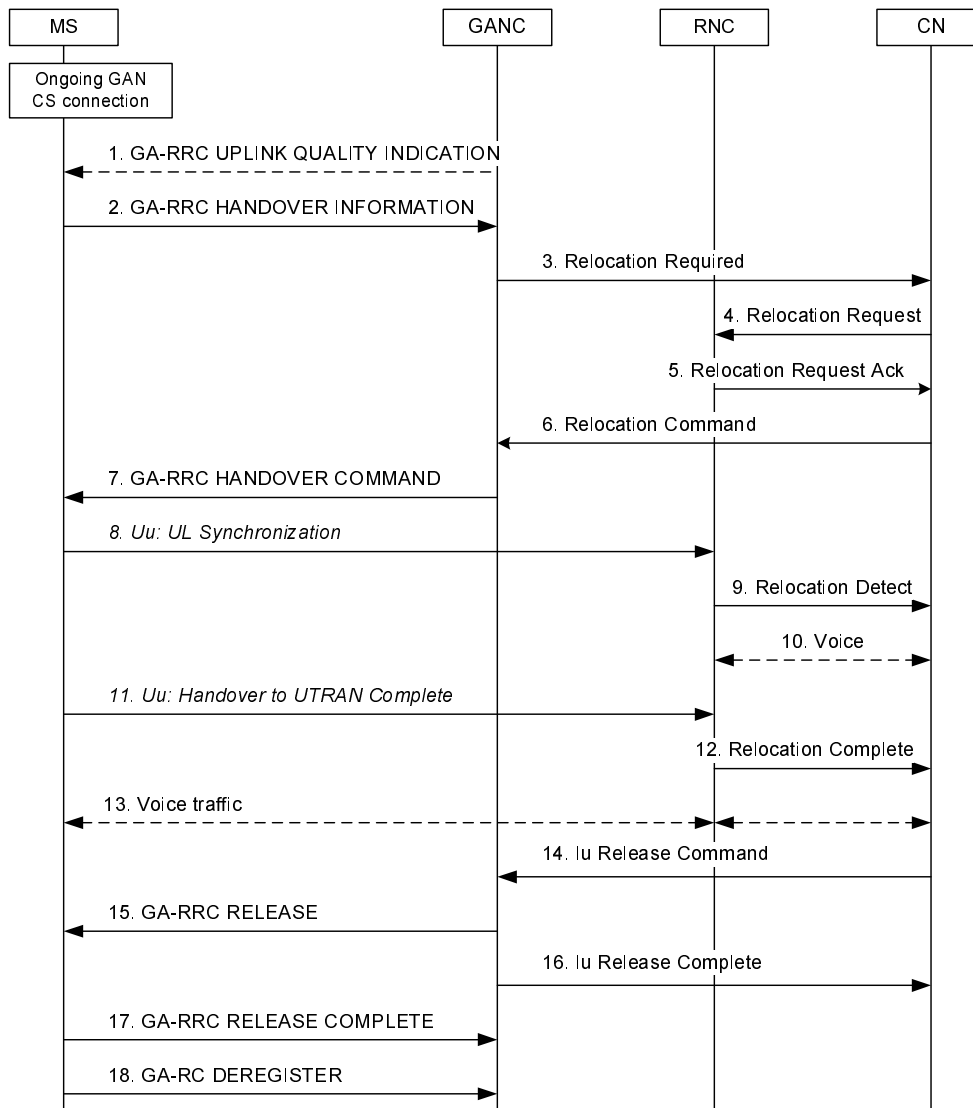 MS
GANC
RNC
CN
Ongoing GAN
CS connection
1. GA-RRC UPLINK QUALITY INDICATION
2. GA-RRC HANDOVER INFORMATION
3. Relocation Required
4. Relocation Request
5. Relocation Request Ack
6. Relocation Command
7. GA-RRC HANDOVER COMMAND
8. Uu: UL Synchronization
9. Relocation Detect
10. Voice
11. Uu: Handover to UTRAN Complete
12. Relocation Complete
13. Voice traffic
14. Iu Release Command
15. GA-RRC RELEASE
16. Iu Release Complete
17. GA-RRC RELEASE COMPLETE
18. GA-RC DEREGISTER